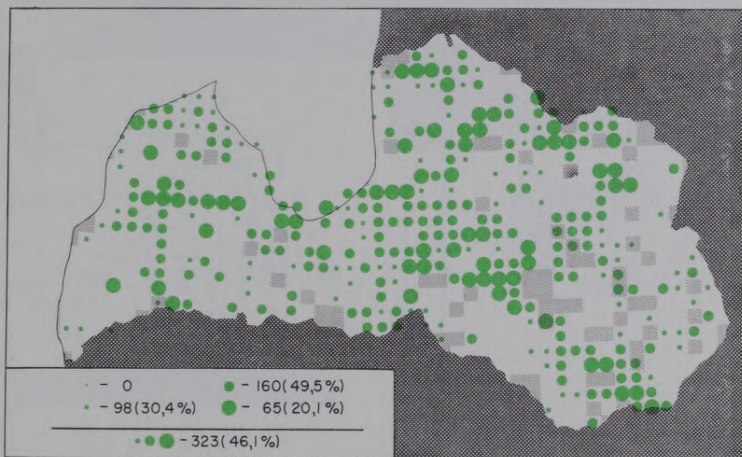 - 0 - 160 (49,5%)
- 98 (30,4%) - 65 (20,1%)
- 323 (46,1%)